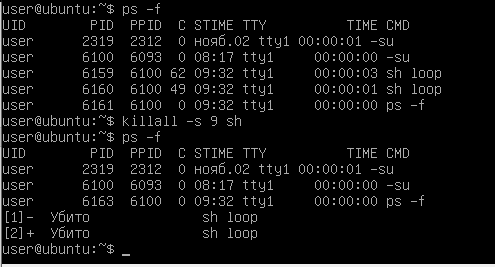 user@ubuntu:~$ ps -f
UID        PID  PPID  C STIME TTY          TIME CMD
user      2319  2312  0 нояб.02 tty1 00:00:01 -su
user      6100  6093  0 08:17 tty1     00:00:00 -su
user      6159  6100 62 09:32 tty1     00:00:03 sh loop
user      6160  6100 49 09:32 tty1     00:00:01 sh loop
user      6161  6100  0 09:32 tty1     00:00:00 ps -f
user@ubuntu:~$ killall -s 9 sh
user@ubuntu:~$ ps -f
UID        PID  PPID  C STIME TTY          TIME CMD
user      2319  2312  0 нояб.02 tty1 00:00:01 -su
user      6100  6093  0 08:17 tty1     00:00:00 -su
user      6163  6100  0 09:32 tty1     00:00:00 ps -f
[1]-  Убито              sh loop
[2]+  Убито              sh loop
user@ubuntu:~$ _